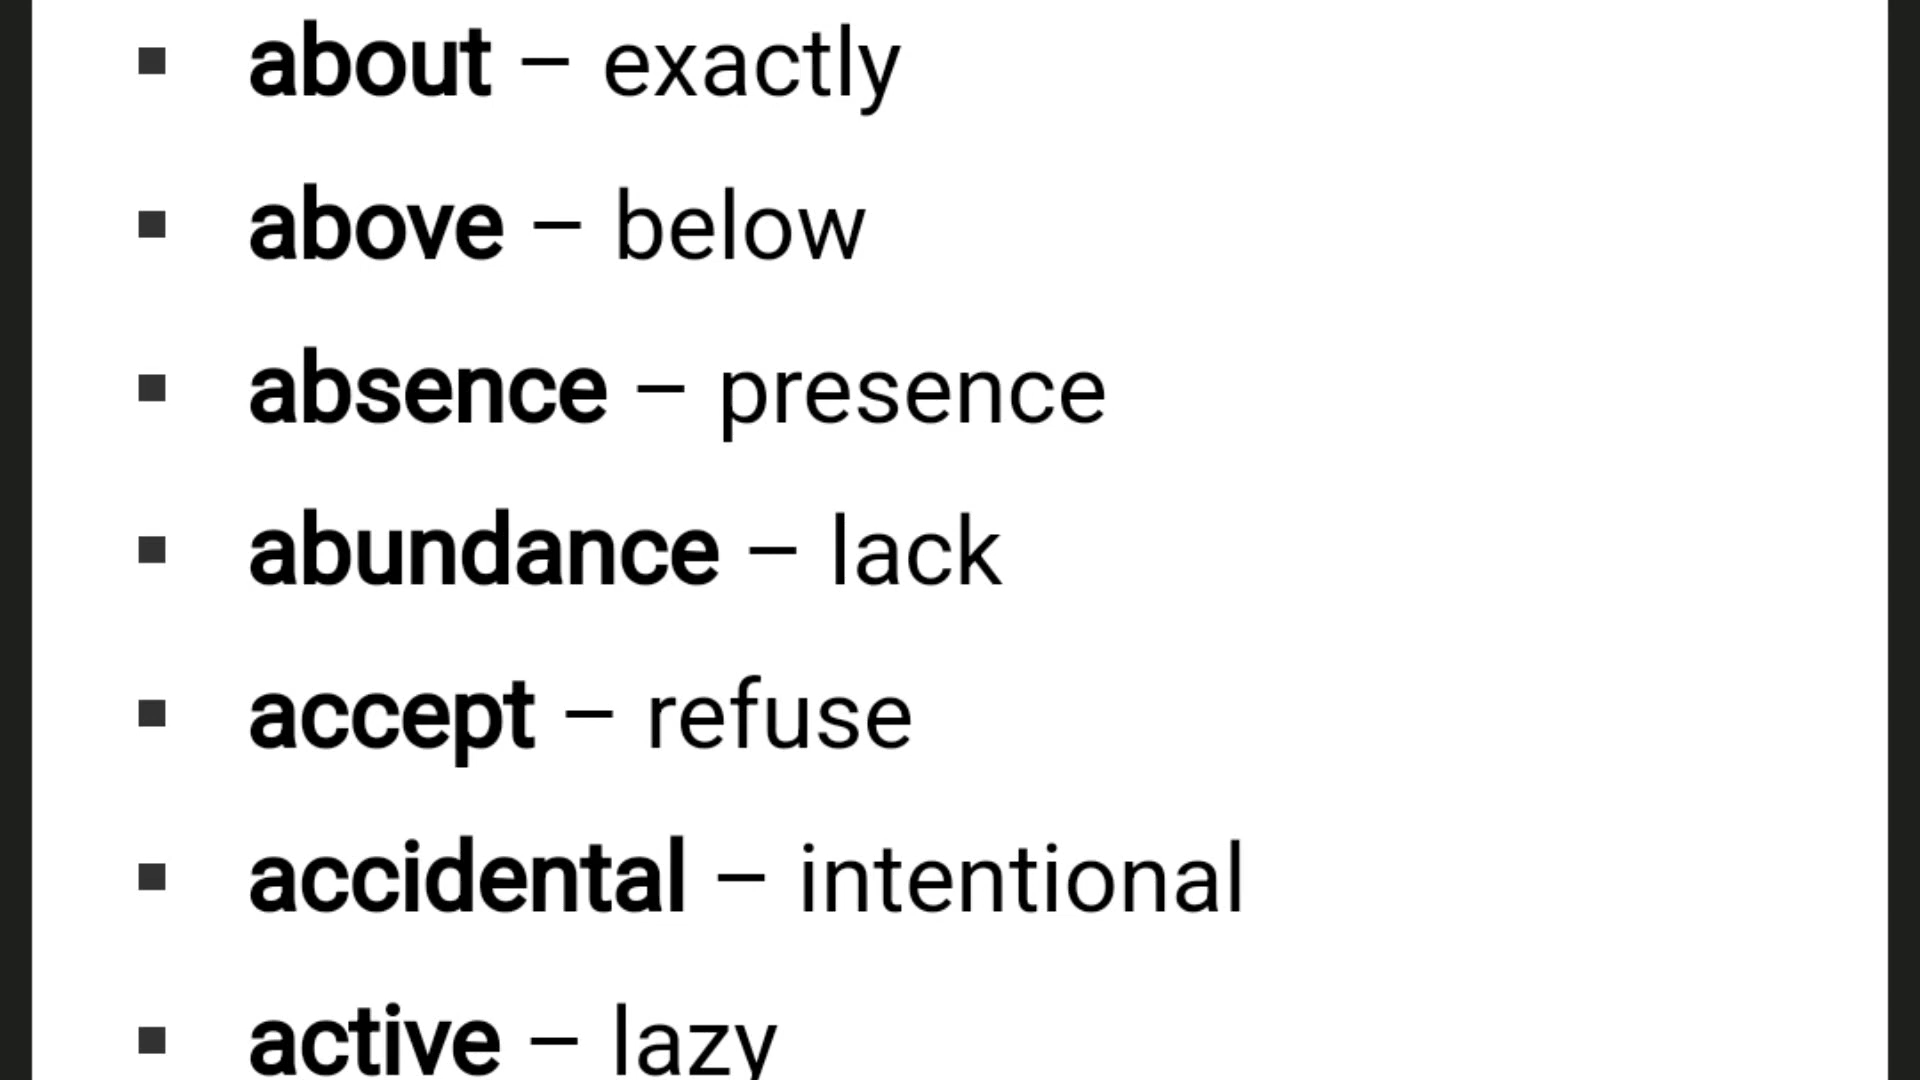 ▪ about – exactly
▪ above – below
▪ absence – presence
▪ abundance – lack
▪ accept – refuse
▪ accidental – intentional
▪ active – lazy